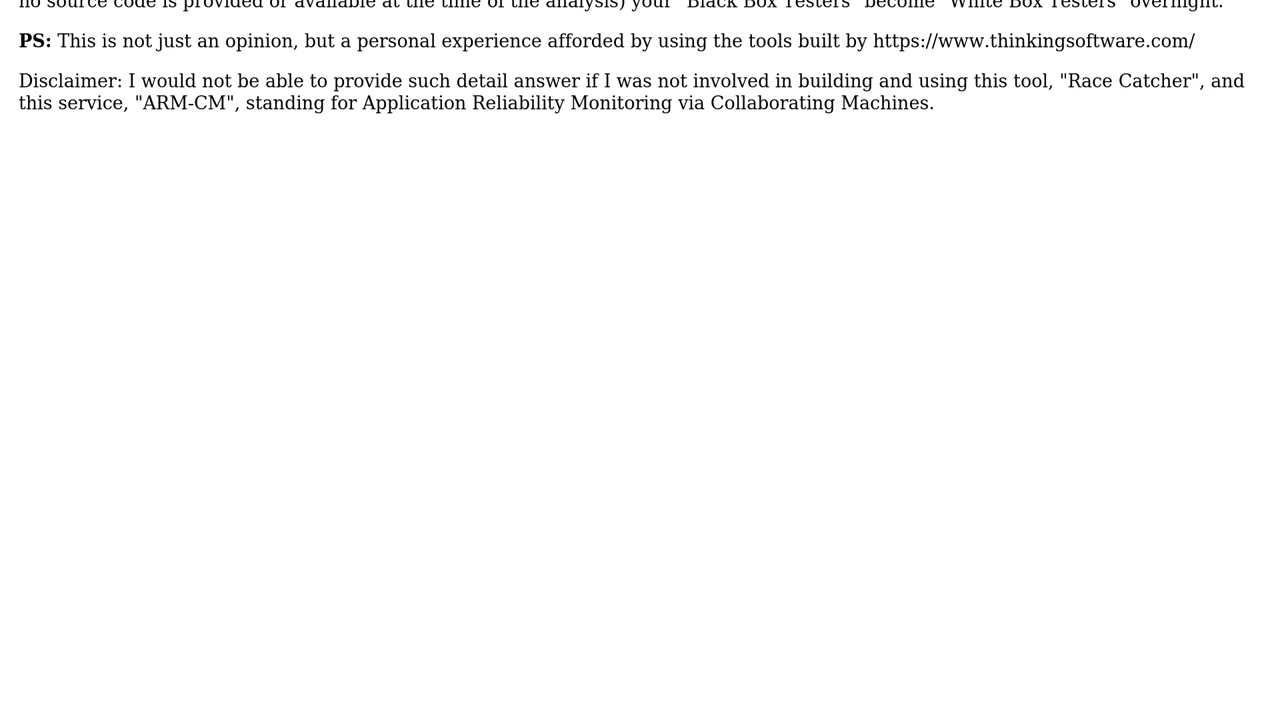 no source code is provided or available at the time of the analysis) your "Black Box Testers" become "White Box Testers" overnight.
PS: This is not just an opinion, but a personal experience afforded by using the tools built by https://www.thinkingsoftware.com/
Disclaimer: I would not be able to provide such detail answer if I was not involved in building and using this tool, "Race Catcher", and
this service, "ARM-CM", standing for Application Reliability Monitoring via Collaborating Machines.